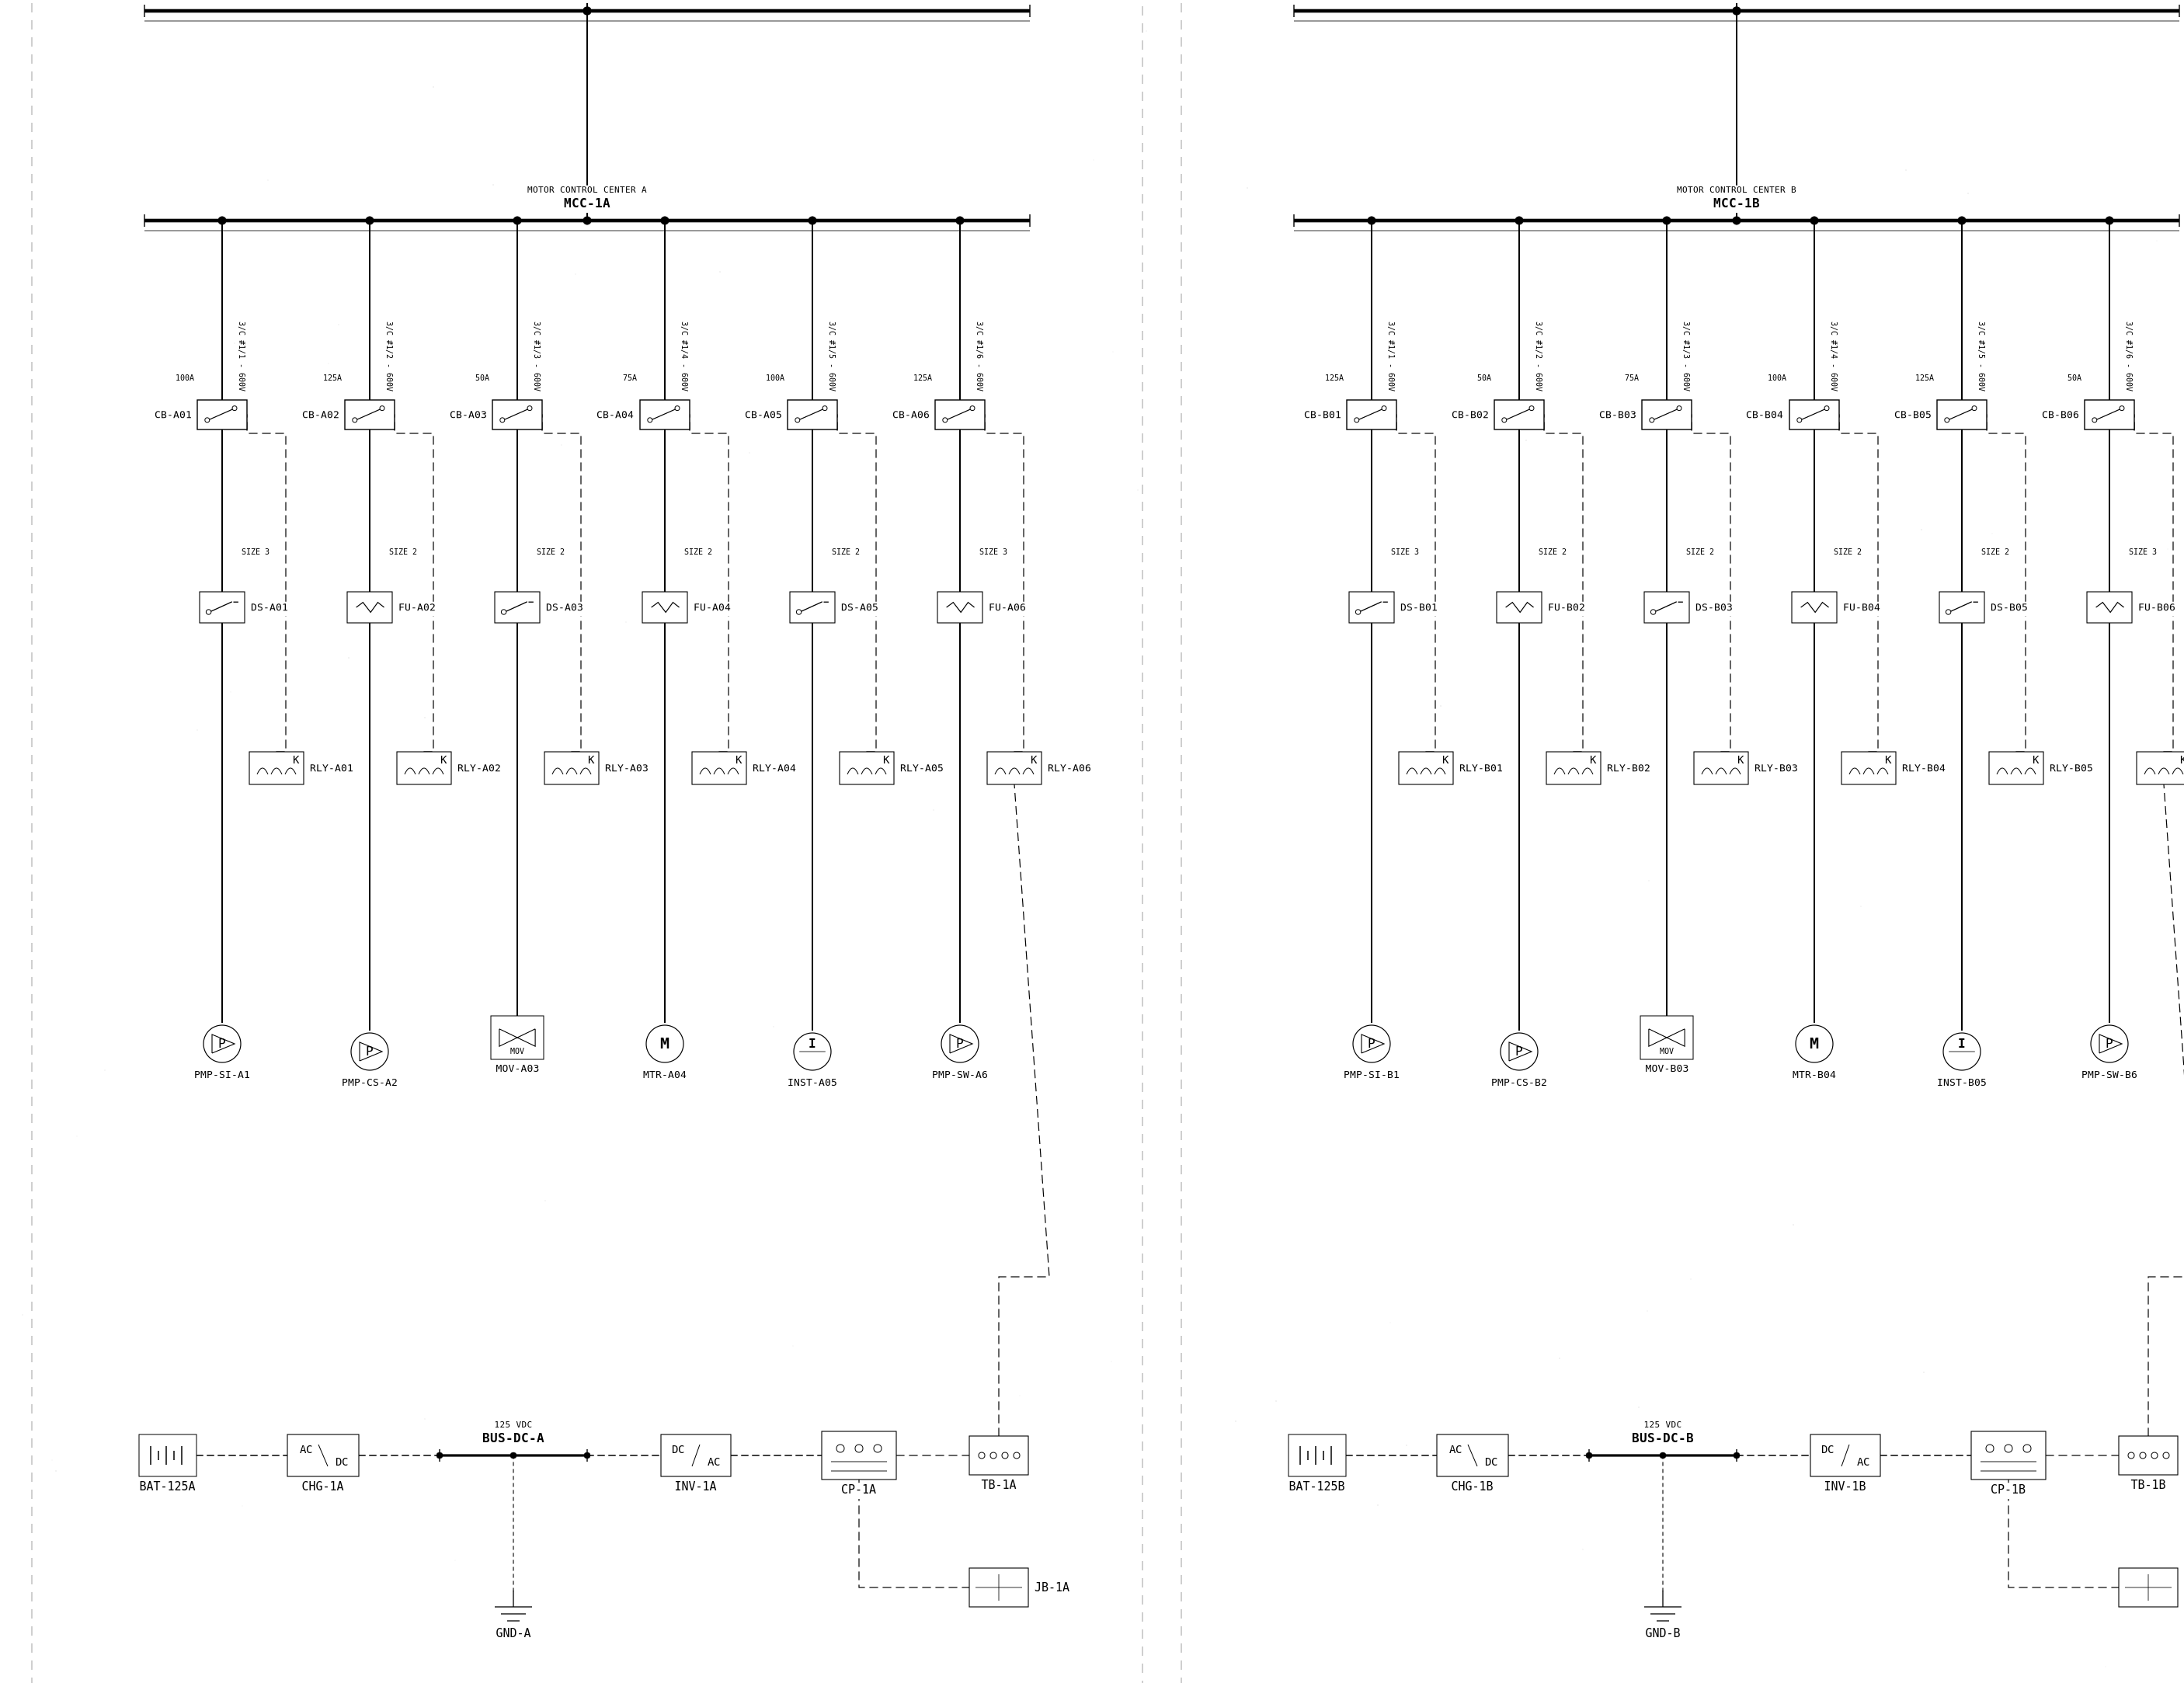 MOTOR CONTROL CENTER A
MCC-1A
3/C #1/1 - 600V
3/C #1/2 - 600V
3/C #1/3 - 600V
3/C #1/4 - 600V
3/C #1/5 - 600V
3/C #1/6 - 600V
100A
125A
50A
75A
100A
125A
CB-A01
CB-A02
CB-A03
CB-A04
CB-A05
CB-A06
SIZE 3
SIZE 2
SIZE 2
SIZE 2
SIZE 2
SIZE 3
DS-A01
FU-A02
DS-A03
FU-A04
DS-A05
FU-A06
K
K
K
K
K
K
RLY-A01
RLY-A02
RLY-A03
RLY-A04
RLY-A05
RLY-A06
P
P
MOV
M
I
P
PMP-SI-A1
PMP-CS-A2
MOV-A03
MTR-A04
INST-A05
PMP-SW-A6
125 VDC
BUS-DC-A
AC
DC
DC
AC
BAT-125A
CHG-1A
INV-1A
CP-1A
TB-1A
JB-1A
GND-A
MOTOR CONTROL CENTER B
MCC-1B
3/C #1/1 - 600V
3/C #1/2 - 600V
3/C #1/3 - 600V
3/C #1/4 - 600V
3/C #1/5 - 600V
3/C #1/6 - 600V
125A
50A
75A
100A
125A
50A
CB-B01
CB-B02
CB-B03
CB-B04
CB-B05
CB-B06
SIZE 3
SIZE 2
SIZE 2
SIZE 2
SIZE 2
SIZE 3
DS-B01
FU-B02
DS-B03
FU-B04
DS-B05
FU-B06
K
K
K
K
K
K
RLY-B01
RLY-B02
RLY-B03
RLY-B04
RLY-B05
P
P
MOV
M
I
P
PMP-SI-B1
PMP-CS-B2
MOV-B03
MTR-B04
INST-B05
PMP-SW-B6
125 VDC
BUS-DC-B
AC
DC
DC
AC
BAT-125B
CHG-1B
INV-1B
CP-1B
TB-1B
GND-B